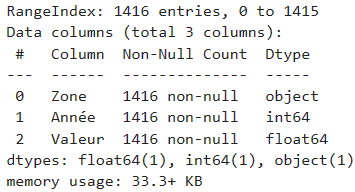 RangeIndex: 1416 entries, 0 to 1415
Data columns (total 3 columns):
 #   Column  Non-Null Count  Dtype
---  ------  --------------  -----
 0   Zone    1416 non-null   object
 1   Année   1416 non-null   int64
 2   Valeur  1416 non-null   float64
dtypes: float64(1), int64(1), object(1)
memory usage: 33.3+ KB